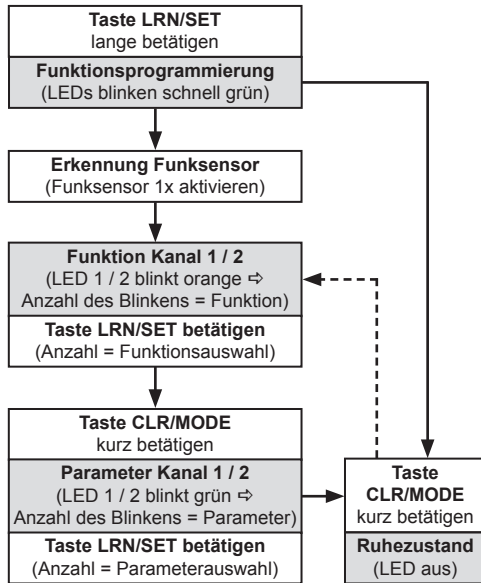 Taste LRN/SET
lange betätigen
Funktionsprogrammierung
(LEDs blinken schnell grün)
Erkennung Funksensor
(Funksensor 1x aktivieren)
Funktion Kanal 1 / 2
(LED 1 / 2 blinkt orange ⇨
Anzahl des Blinkens = Funktion)
Taste LRN/SET betätigen
(Anzahl = Funktionsauswahl)
Taste CLR/MODE
kurz betätigen
Parameter Kanal 1 / 2
(LED 1 / 2 blinkt grün ⇨
Anzahl des Blinkens = Parameter)
Taste LRN/SET betätigen
(Anzahl = Parameterauswahl)
Taste
CLR/MODE
kurz betätigen
Ruhezustand
(LED aus)